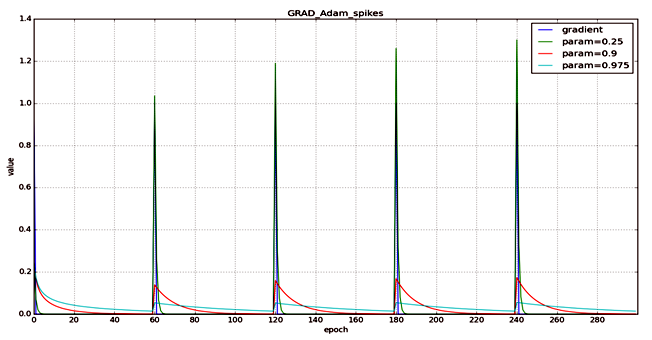 GRAD_Adam_spikes
1.4
1.2
1.0
0.8
0.6
0.4
0.2
0.0
value
gradient
param=0.25
param=0.9
param=0.975
0 20 40 60 80 100 120 140 160 180 200 220 240 260 280
epoch